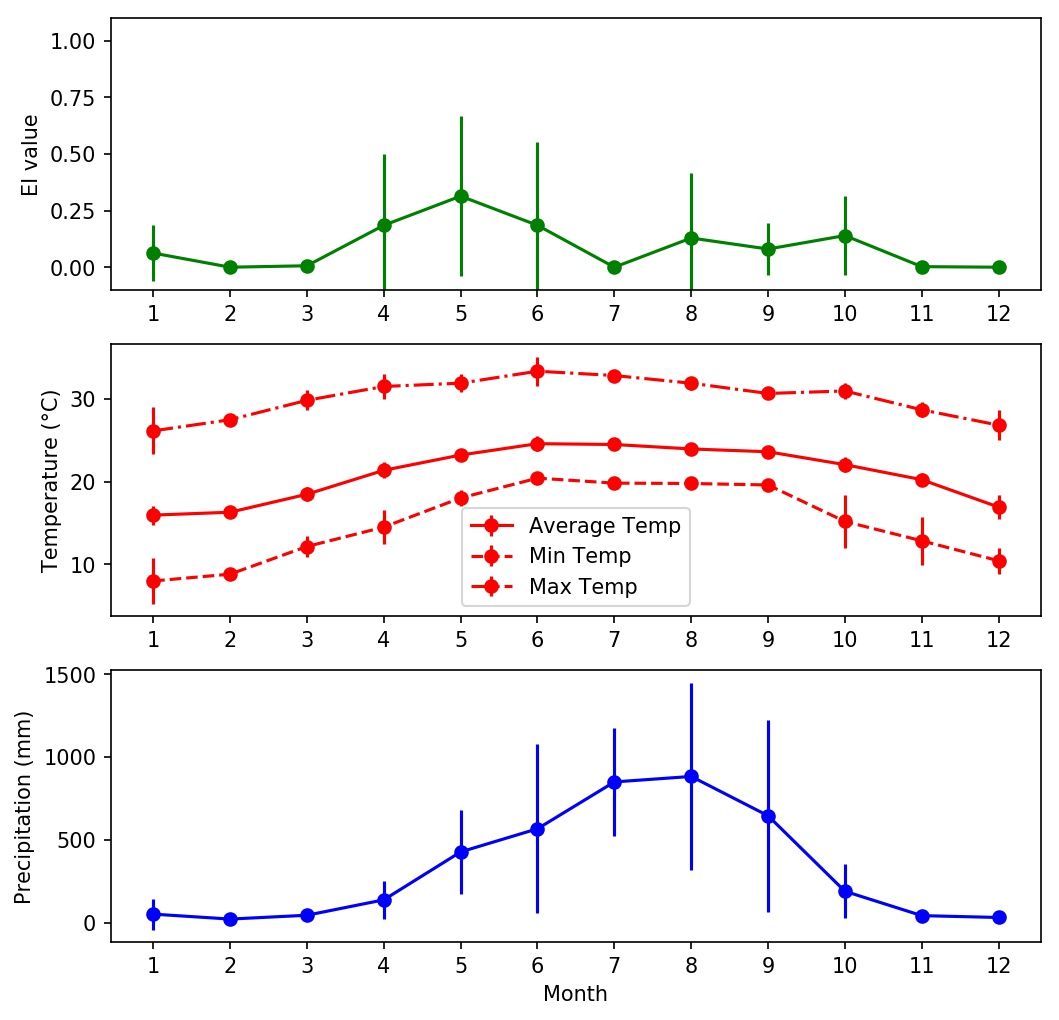 EI value
1.00
0.75
0.50
0.25
0.00
1 2 3 4 5 6 7 8 9 10 11 12
Temperature (°C)
30
20
10
Average Temp
Min Temp
Max Temp
1 2 3 4 5 6 7 8 9 10 11 12
Precipitation (mm)
1500
1000
500
0
1 2 3 4 5 6 7 8 9 10 11 12
Month